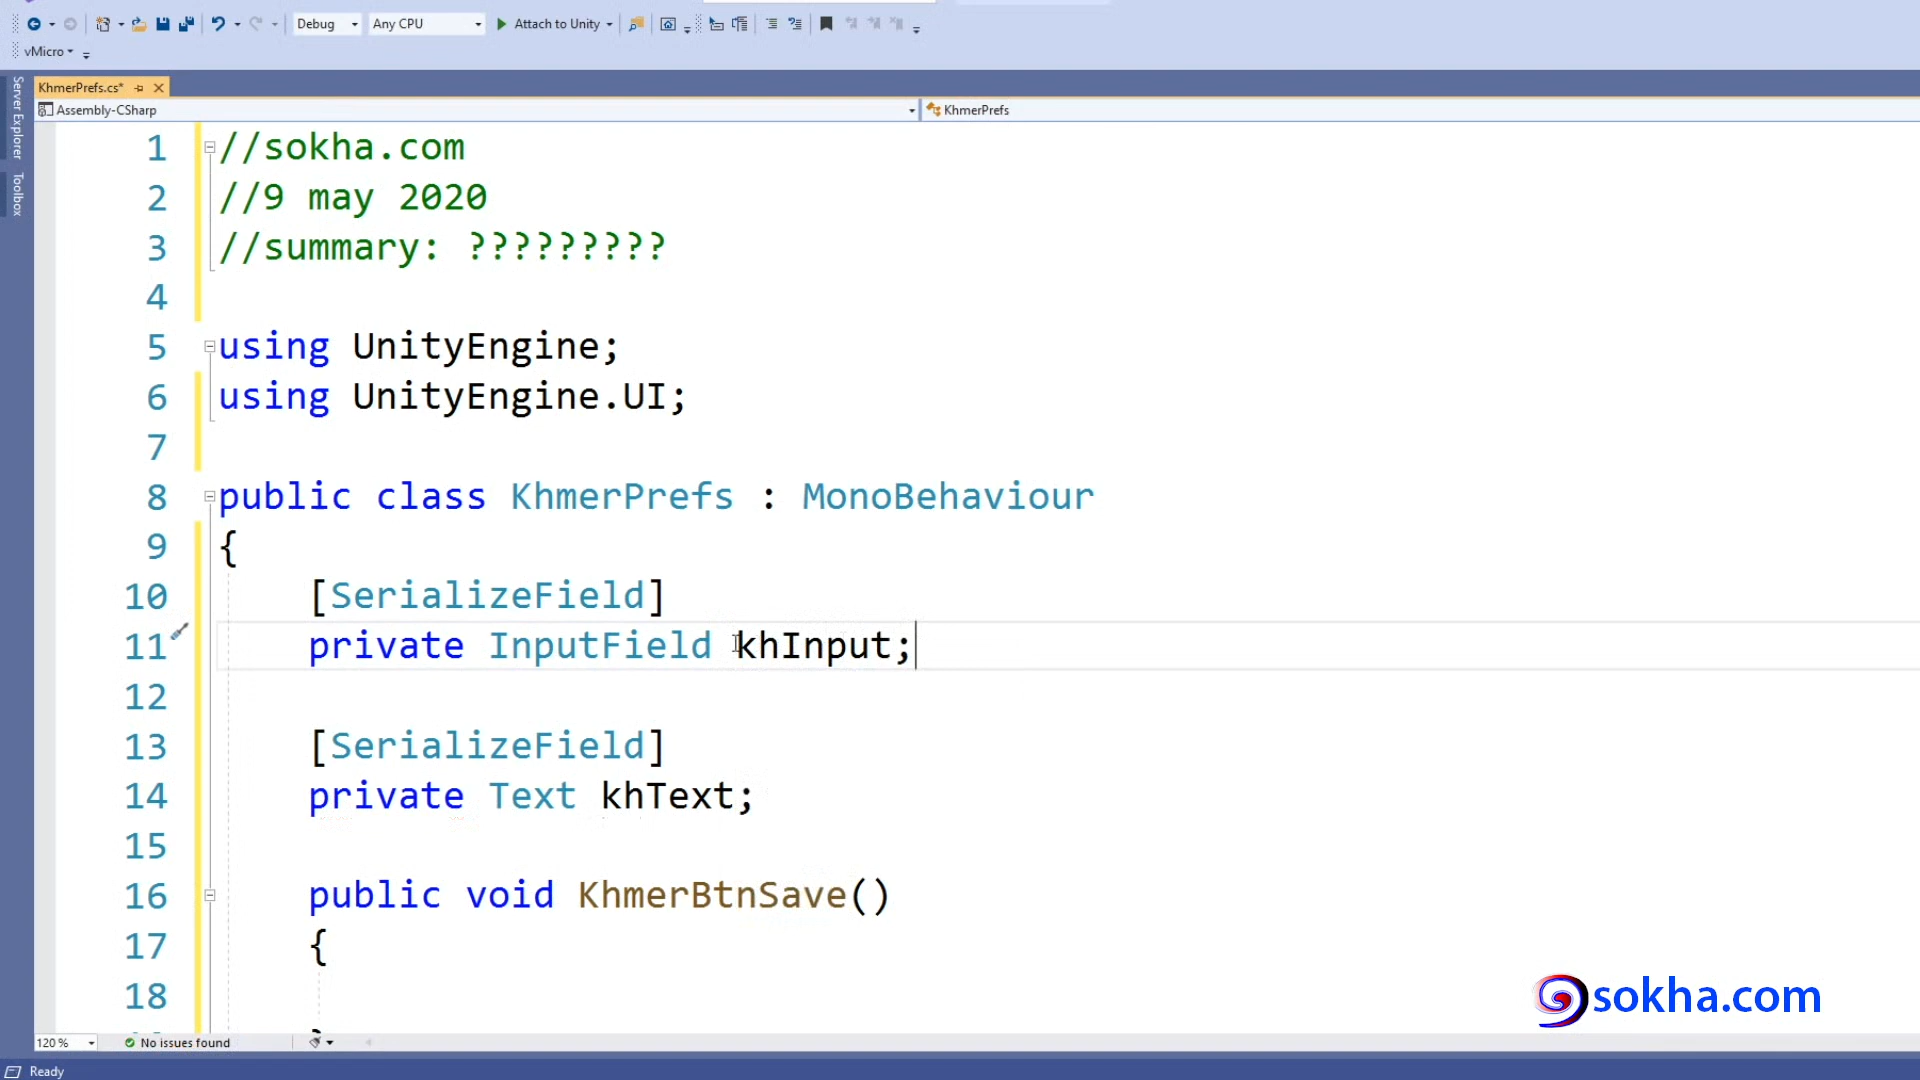 Debug
Any CPU
Attach to Unity
vMicro
Server Explorer
Toolbox
KhmerPrefs.cs*
Assembly-CSharp
KhmerPrefs
1 //sokha.com
2 //9 may 2020
3 //summary: ?????????
4
5 using UnityEngine;
6 using UnityEngine.UI;
7
8 public class KhmerPrefs : MonoBehaviour
9 {
10 [SerializeField]
11 private InputField khInput;
12
13 [SerializeField]
14 private Text khText;
15
16 public void KhmerBtnSave()
17 {
18
sokha.com
120 %
No issues found
Ready